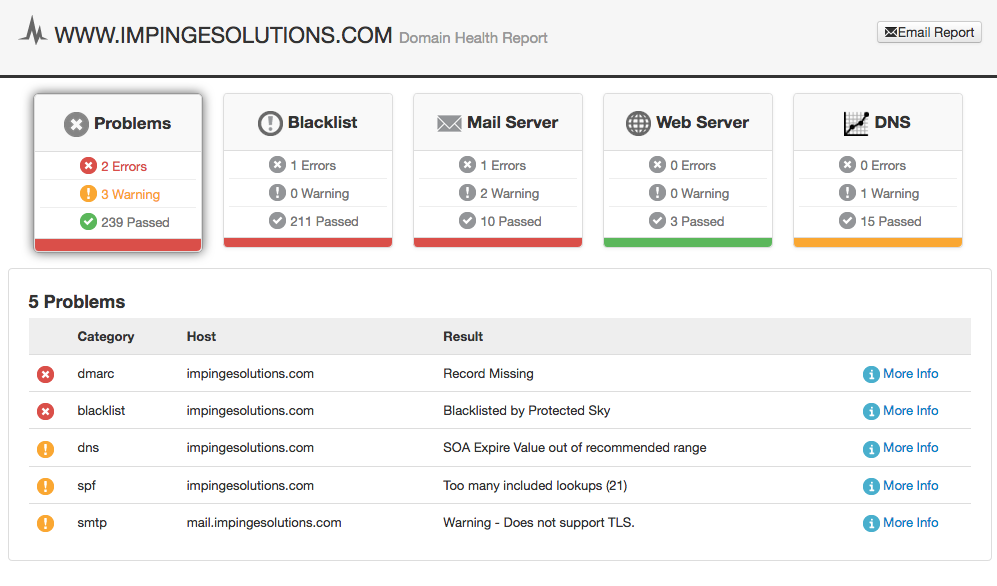 WWW.IMPINGESOLUTIONS.COM Domain Health Report
Email Report
Problems
2 Errors
3 Warning
239 Passed
Blacklist
1 Errors
0 Warning
211 Passed
Mail Server
1 Errors
2 Warning
10 Passed
Web Server
0 Errors
0 Warning
3 Passed
DNS
0 Errors
1 Warning
15 Passed
5 Problems
Category Host Result
dmarc impingesolutions.com Record Missing More Info
blacklist impingesolutions.com Blacklisted by Protected Sky More Info
dns impingesolutions.com SOA Expire Value out of recommended range More Info
spf impingesolutions.com Too many included lookups (21) More Info
smtp mail.impingesolutions.com Warning - Does not support TLS. More Info